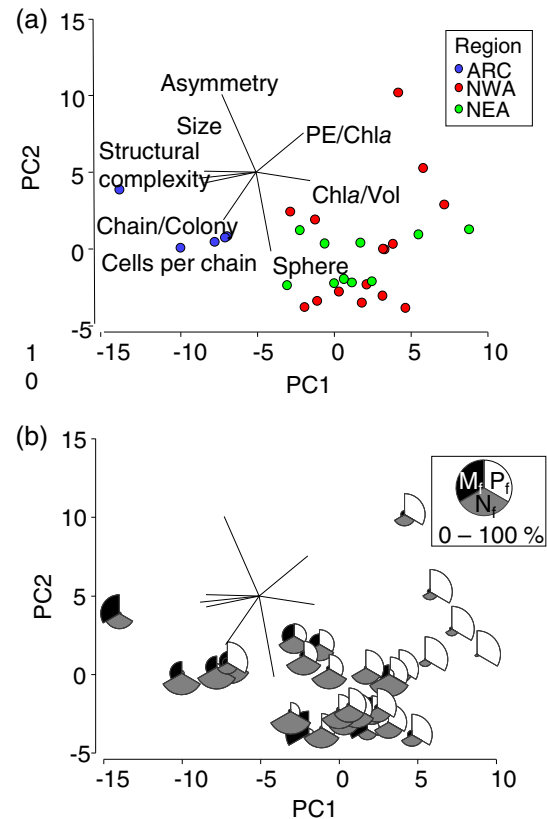 (a)
15
10
5
0
-5
PC2
Asymmetry
Size
Structural
complexity
PE/Chla
Chla/Vol
Chain/Colony
Cells per chain
Sphere
Region
ARC
NWA
NEA
1
0
-15 -10 -5 0 5 10
PC1
(b)
15
10
5
0
-5
PC2
Mf Pf
Nf
0 – 100 %
-15 -10 -5 0 5 10
PC1